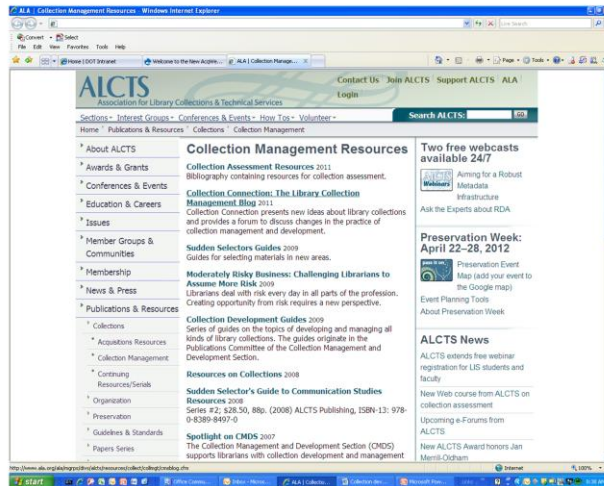 ALA | Collection Management Resources - Windows Internet Explorer
Live Search
Convert Select
File Edit View Favorites Tools Help
Home | DOT Intranet
Welcome to the New AcqWe...
ALA | Collection Manage...
Page Tools
ALCTS
Association for Library Collections & Technical Services
Contact Us Join ALCTS Support ALCTS ALA
Login
Sections Interest Groups Conferences & Events How Tos Volunteer
Search ALCTS: GO
Home Publications & Resources Collections Collection Management
About ALCTS
Awards & Grants
Conferences & Events
Education & Careers
Issues
Member Groups &
Communities
Membership
News & Press
Publications & Resources
Collections
Acquisitions Resources
Collection Management
Continuing
Resources/Serials
Organization
Preservation
Guidelines & Standards
Papers Series
Collection Management Resources
Collection Assessment Resources 2011
Bibliography containing resources for collection assessment.
Collection Connection: The Library Collection
Management Blog 2011
Collection Connection presents new ideas about library collections
and provides a forum to discuss changes in the practice of
collection management and development.
Sudden Selectors Guides 2009
Guides for selecting materials in new areas.
Moderately Risky Business: Challenging Librarians to
Assume More Risk 2009
Librarians deal with risk every day in all parts of the profession.
Creating opportunity from risk requires a new perspective.
Collection Development Guides 2009
Series of guides on the topics of developing and managing all
kinds of library collections. The guides originate in the
Publications Committee of the Collection Management and
Development Section.
Resources on Collections 2008
Sudden Selector's Guide to Communication Studies
Resources 2008
Series #2; $28.50, 88p. (2008) ALCTS Publishing, ISBN-13: 978-
0-8389-8497-0
Spotlight on CMDS 2007
The Collection Management and Development Section (CMDS)
supports librarians with collection development and management
Two free webcasts
available 24/7
ALCTS
Webinars
Aiming for a Robust
Metadata
Infrastructure
Ask the Experts about RDA
Preservation Week:
April 22–28, 2012
pass it on
Preservation Event
Map (add your event to
the Google map)
Event Planning Tools
About Preservation Week
ALCTS News
ALCTS extends free webinar
registration for LIS students and
faculty
New Web course from ALCTS on
collection assessment
Upcoming e-Forums from
ALCTS
New ALCTS Award honors Jan
Merrill-Oldham
Internet 100%
start
ALA | Collectio...
Collection dev...